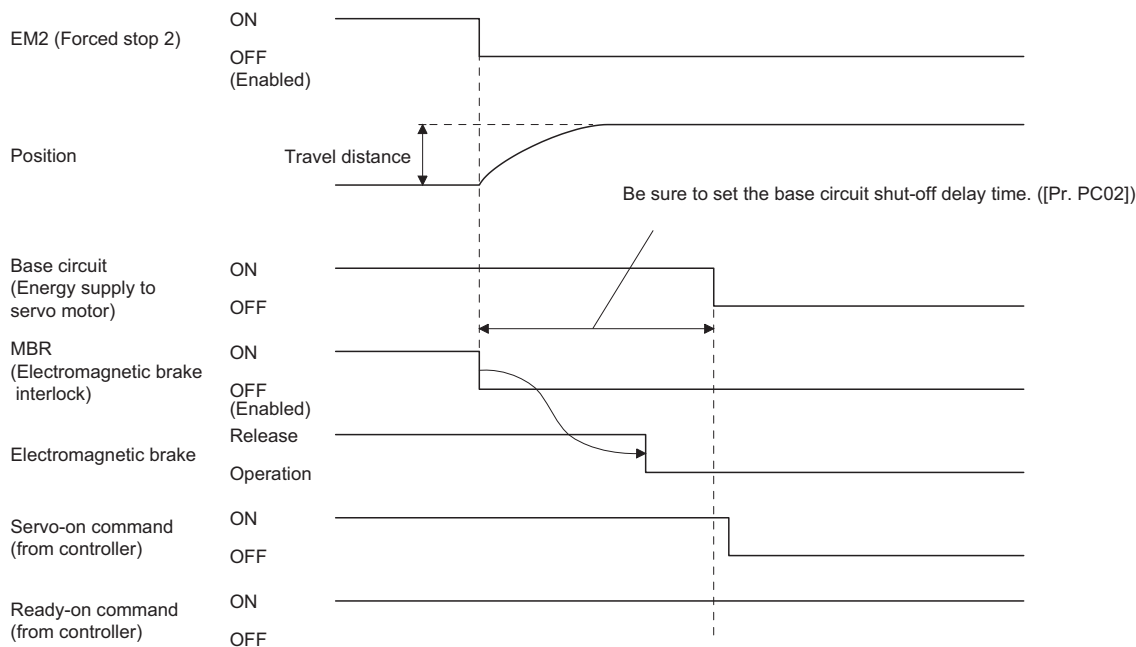 EM2 (Forced stop 2)
ON
OFF
(Enabled)
Position
Travel distance
Be sure to set the base circuit shut-off delay time. ([Pr. PC02])
Base circuit
(Energy supply to
servo motor)
ON
OFF
MBR
(Electromagnetic brake
interlock)
ON
OFF
(Enabled)
Electromagnetic brake
Release
Operation
Servo-on command
(from controller)
ON
OFF
Ready-on command
(from controller)
ON
OFF